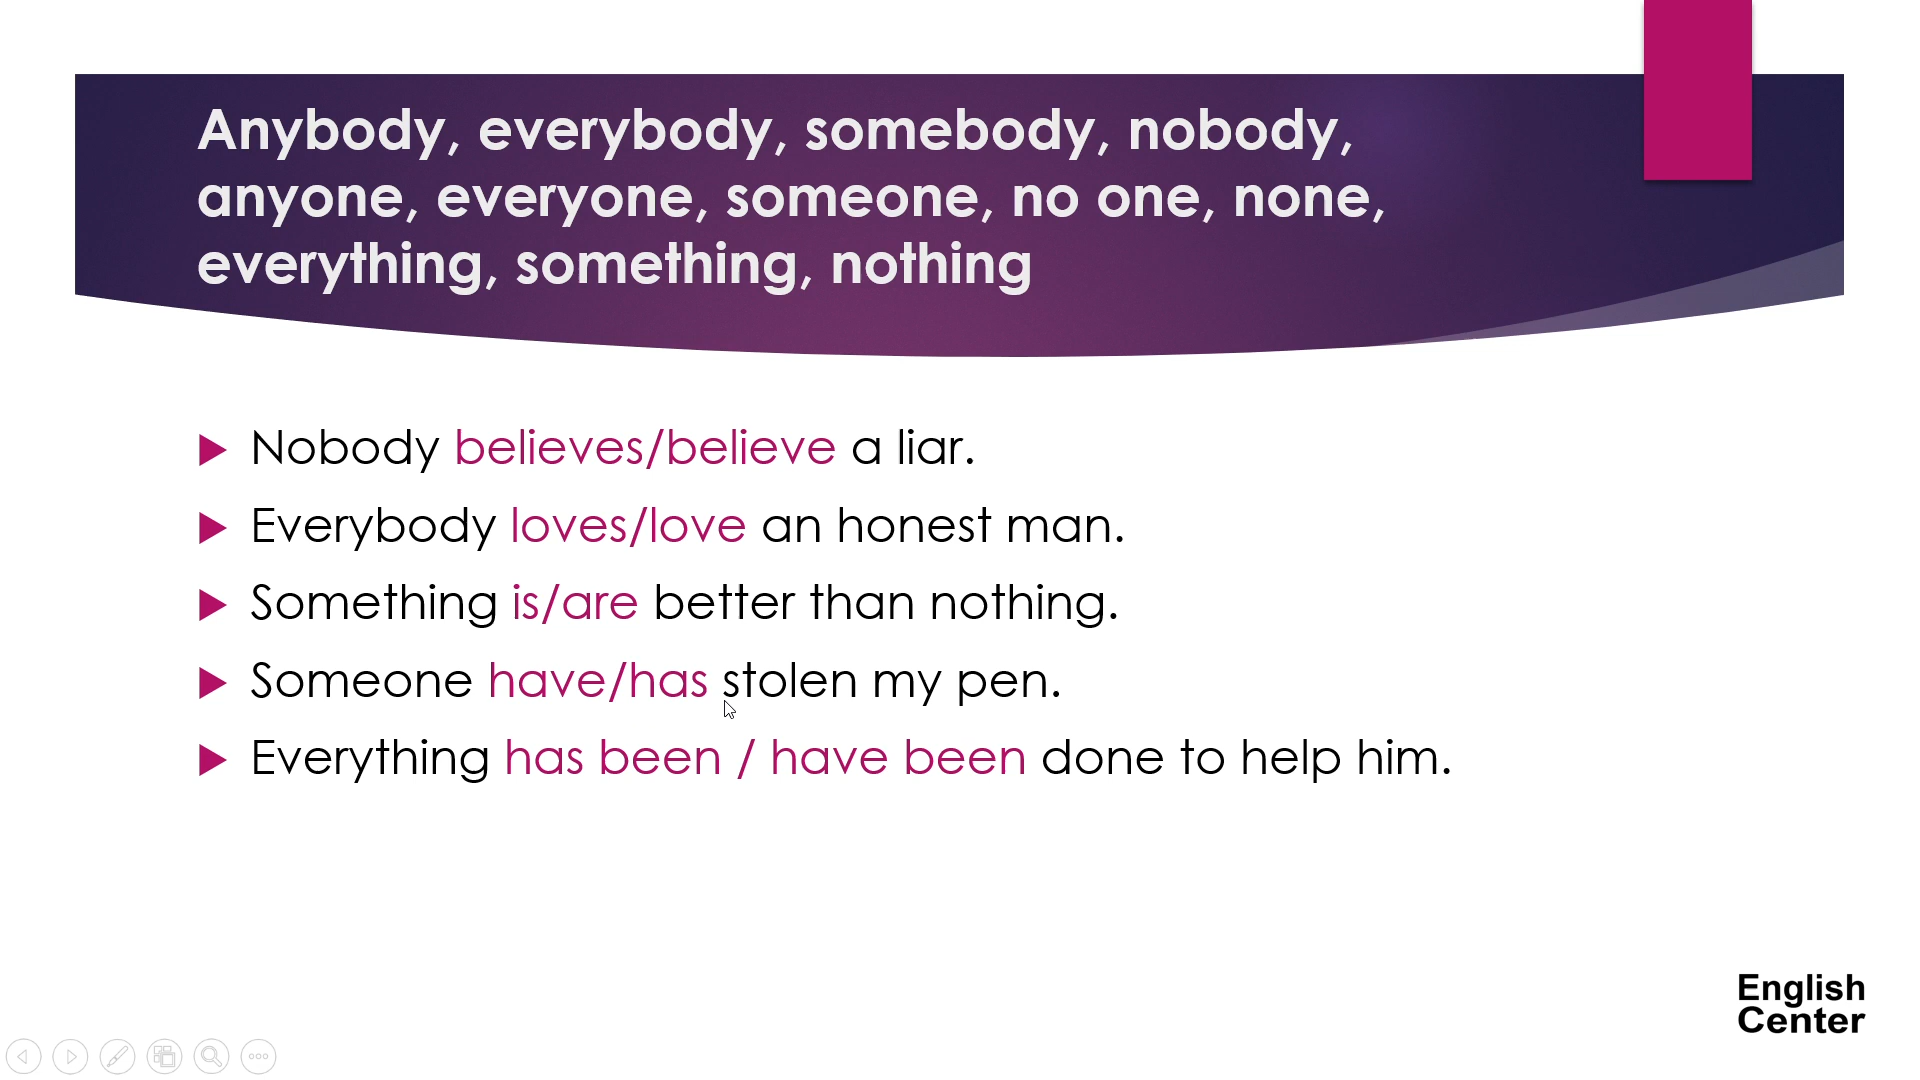 Anybody, everybody, somebody, nobody,
anyone, everyone, someone, no one, none,
everything, something, nothing
Nobody believes/believe a liar.
Everybody loves/love an honest man.
Something is/are better than nothing.
Someone have/has stolen my pen.
Everything has been / have been done to help him.
English
Center